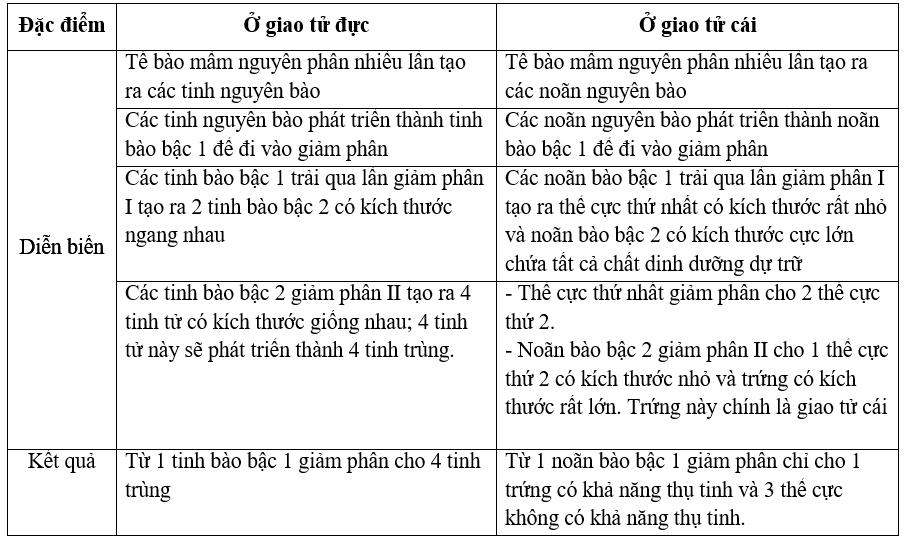 Đặc điểm
Ở giao tử đực
Ở giao tử cái
Diễn biến
Tế bào mầm nguyên phân nhiều lần tạo
ra các tinh nguyên bào
Tế bào mầm nguyên phân nhiều lần tạo ra
các noãn nguyên bào
Các tinh nguyên bào phát triển thành tinh
bào bậc 1 để đi vào giảm phân
Các noãn nguyên bào phát triển thành noãn
bào bậc 1 để đi vào giảm phân
Các tinh bào bậc 1 trải qua lần giảm phân
I tạo ra 2 tinh bào bậc 2 có kích thước
ngang nhau
Các noãn bào bậc 1 trải qua lần giảm phân I
tạo ra thể cực thứ nhất có kích thước rất nhỏ
và noãn bào bậc 2 có kích thước cực lớn
chứa tất cả chất dinh dưỡng dự trữ
Các tinh bào bậc 2 giảm phân II tạo ra 4
tinh tử có kích thước giống nhau; 4 tinh
tử này sẽ phát triển thành 4 tinh trùng.
- Thể cực thứ nhất giảm phân cho 2 thể cực
thứ 2.
- Noãn bào bậc 2 giảm phân II cho 1 thể cực
thứ 2 có kích thước nhỏ và trứng có kích
thước rất lớn. Trứng này chính là giao tử cái
Kết quả
Từ 1 tinh bào bậc 1 giảm phân cho 4 tinh
trùng
Từ 1 noãn bào bậc 1 giảm phân chỉ cho 1
trứng có khả năng thụ tinh và 3 thể cực
không có khả năng thụ tinh.